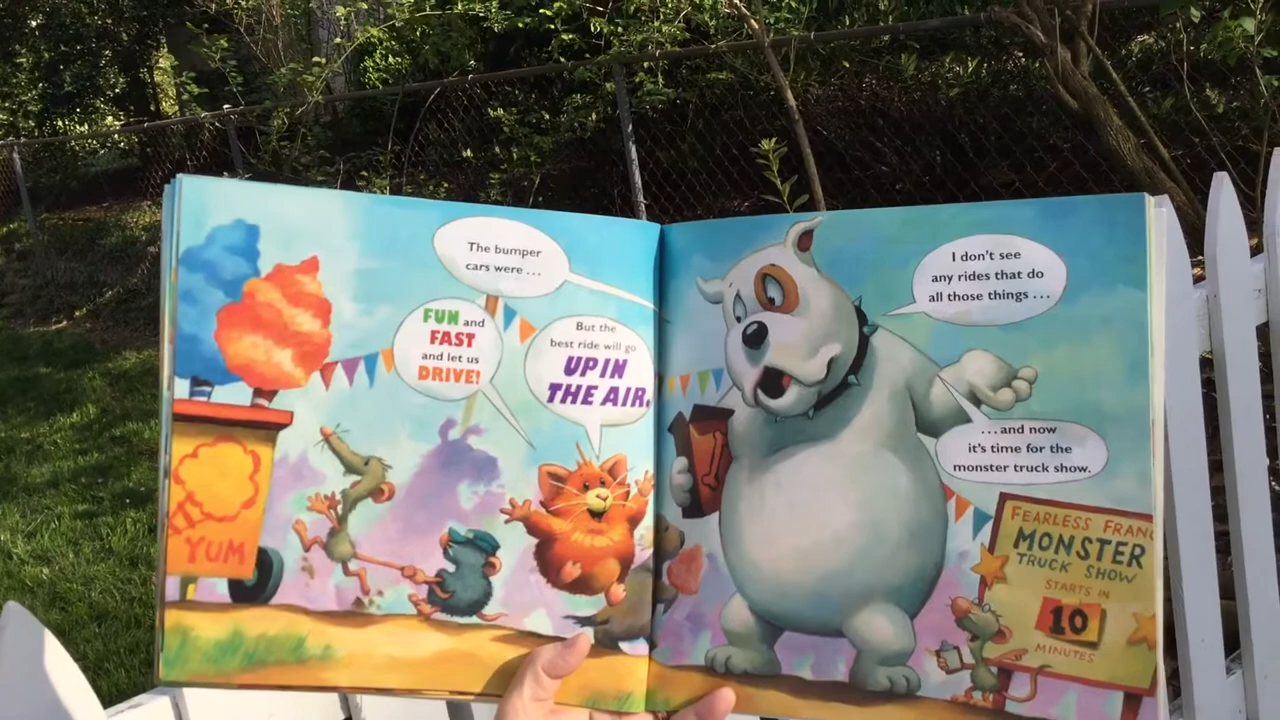 The bumper
cars were ...
FUN and
FAST
and let us
DRIVE!
But the
best ride will go
UP IN
THE AIR.
YUM
I don't see
any rides that do
all those things ...
...and now
it's time for the
monster truck show.
FEARLESS FRANC
MONSTER
TRUCK SHOW
STARTS IN
10
MINUTES